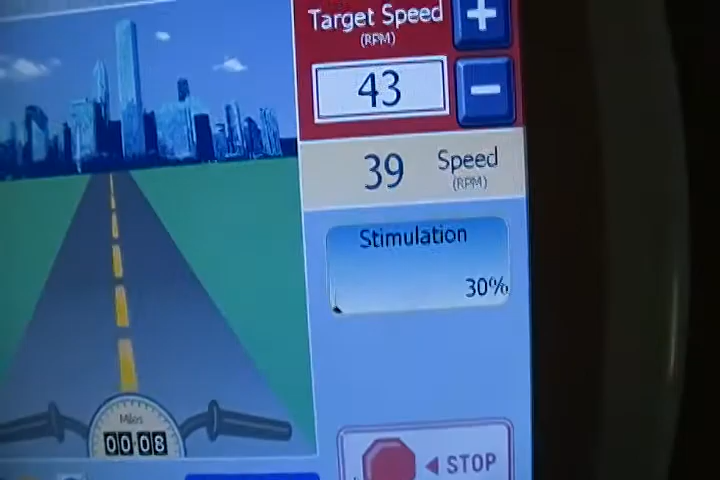 Target Speed
(RPM)
+
43
−
39 Speed
(RPM)
Stimulation
30%
Miles
00 08
STOP